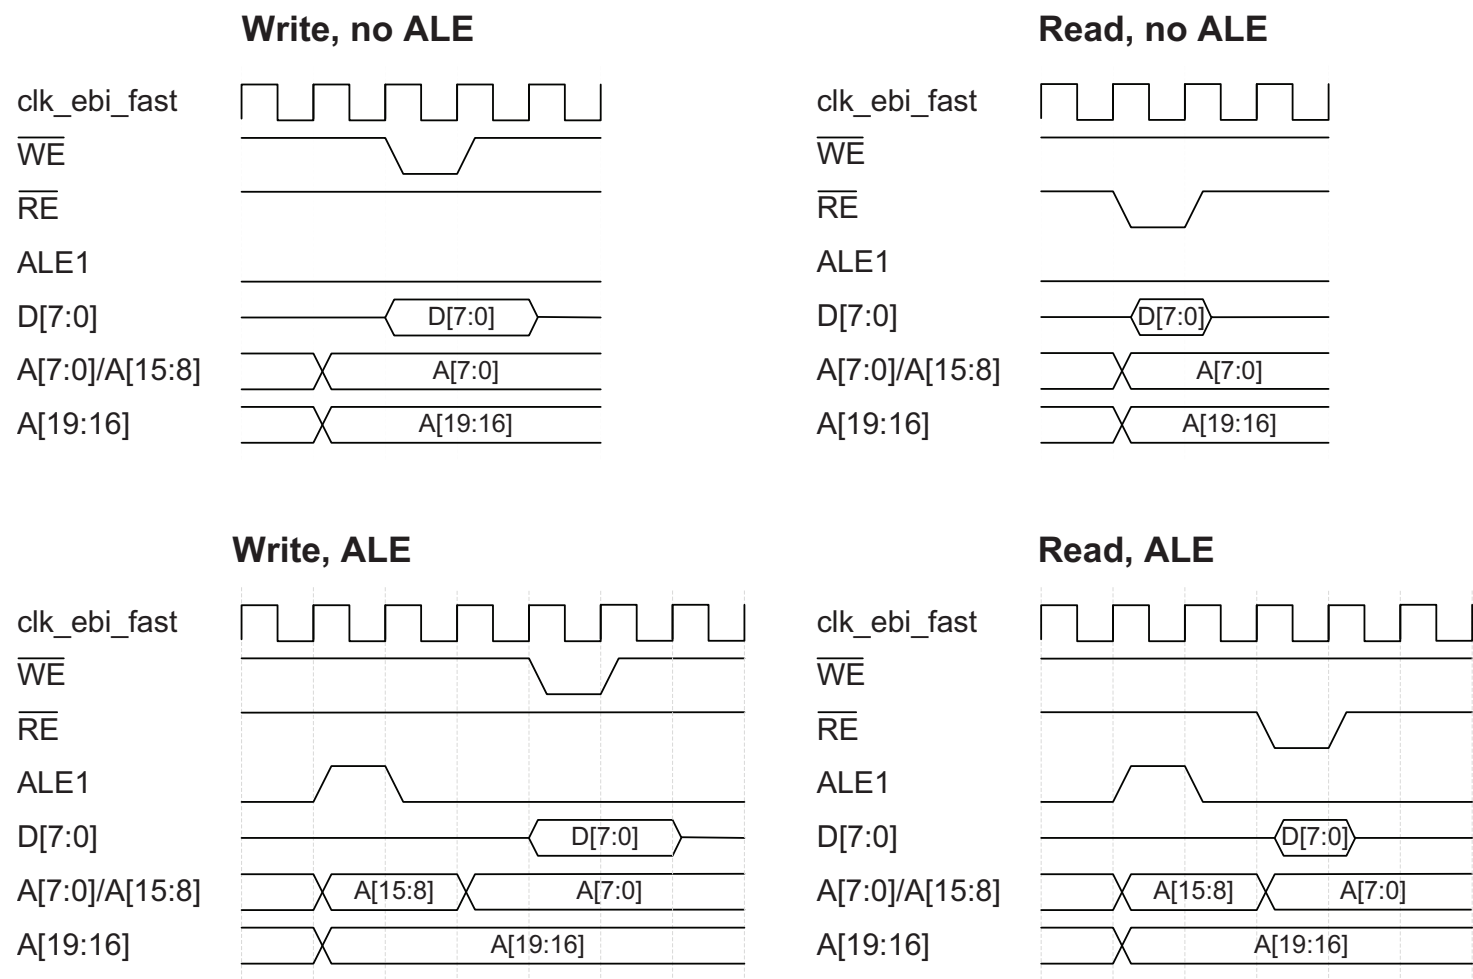 Write, no ALE
clk_ebi_fast
WE
RE
ALE1
D[7:0]
D[7:0]
A[7:0]/A[15:8]
A[7:0]
A[19:16]
A[19:16]
Read, no ALE
clk_ebi_fast
WE
RE
ALE1
D[7:0]
D[7:0]
A[7:0]/A[15:8]
A[7:0]
A[19:16]
A[19:16]
Write, ALE
clk_ebi_fast
WE
RE
ALE1
D[7:0]
D[7:0]
A[7:0]/A[15:8]
A[15:8]
A[7:0]
A[19:16]
A[19:16]
Read, ALE
clk_ebi_fast
WE
RE
ALE1
D[7:0]
D[7:0]
A[7:0]/A[15:8]
A[15:8]
A[7:0]
A[19:16]
A[19:16]